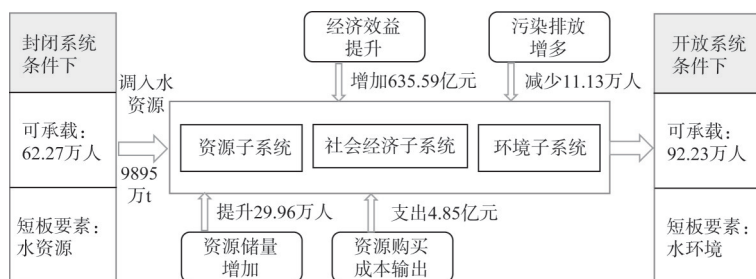 封闭系统
条件下
可承载：
62.27万人
短板要素：
水资源
调入水
资源
9895
万t
经济效益
提升
增加635.59亿元
污染排放
增多
减少11.13万人
资源子系统
社会经济子系统
环境子系统
提升29.96万人
资源储量
增加
支出4.85亿元
资源购买
成本输出
开放系统
条件下
可承载：
92.23万人
短板要素：
水环境